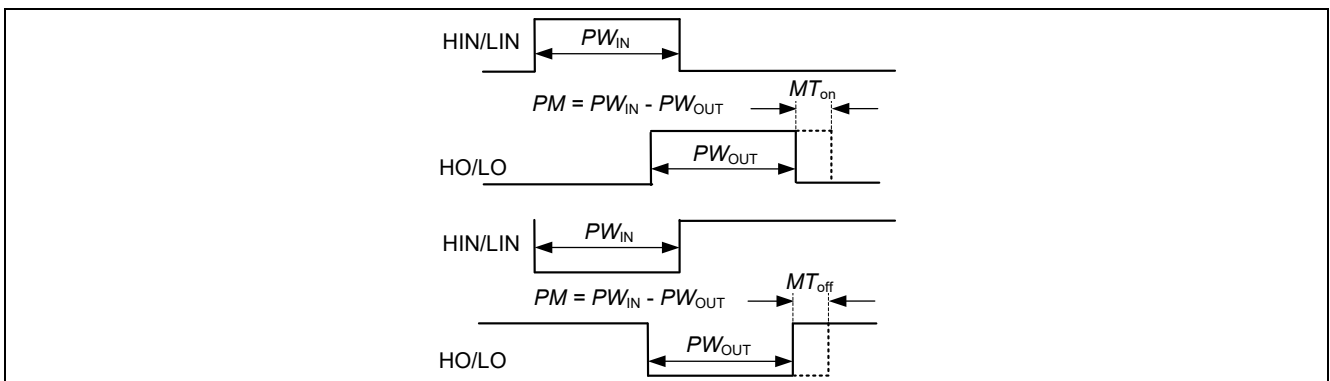 HIN/LIN
PW_IN
PM = PW_IN - PW_OUT
MT_on
HO/LO
PW_OUT
HIN/LIN
PW_IN
PM = PW_IN - PW_OUT
MT_off
HO/LO
PW_OUT